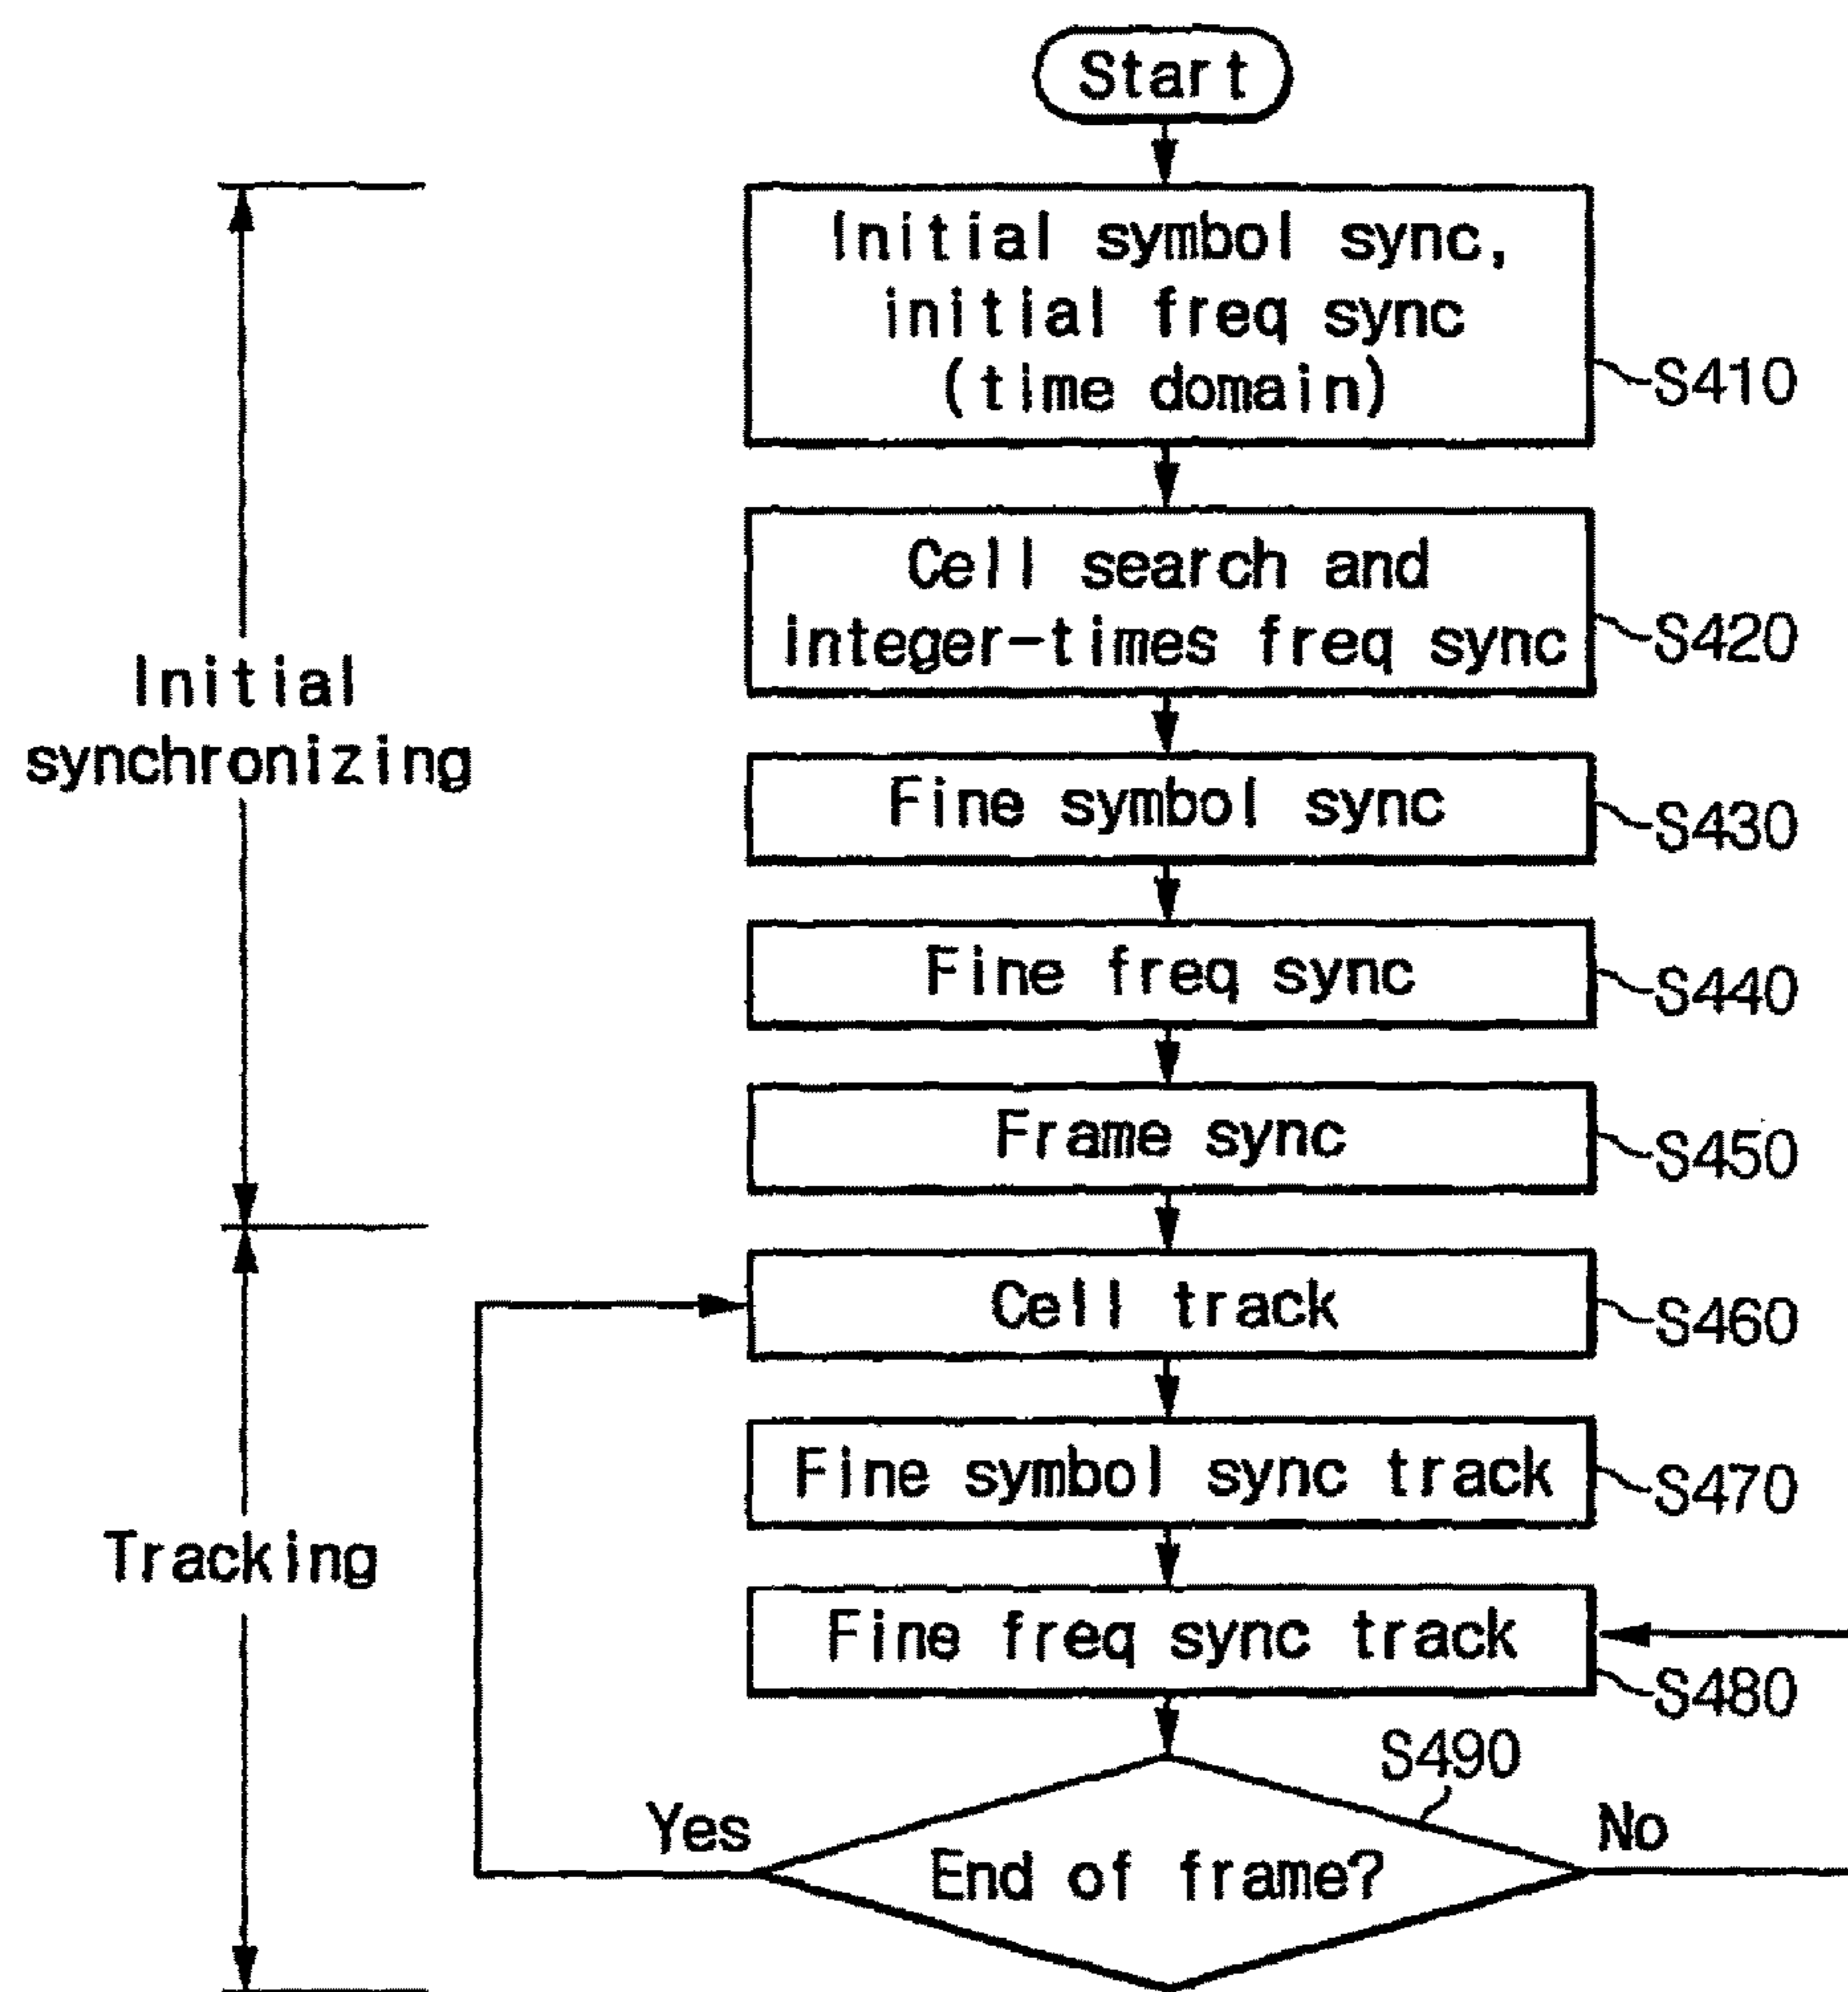 Start
Initial symbol sync,
initial freq sync
(time domain)
S410
Cell search and
integer-times freq sync
S420
Initial
synchronizing
Fine symbol sync
S430
Fine freq sync
S440
Frame sync
S450
Cell track
S460
Fine symbol sync track
S470
Tracking
Fine freq sync track
S480
S490
Yes
No
End of frame?